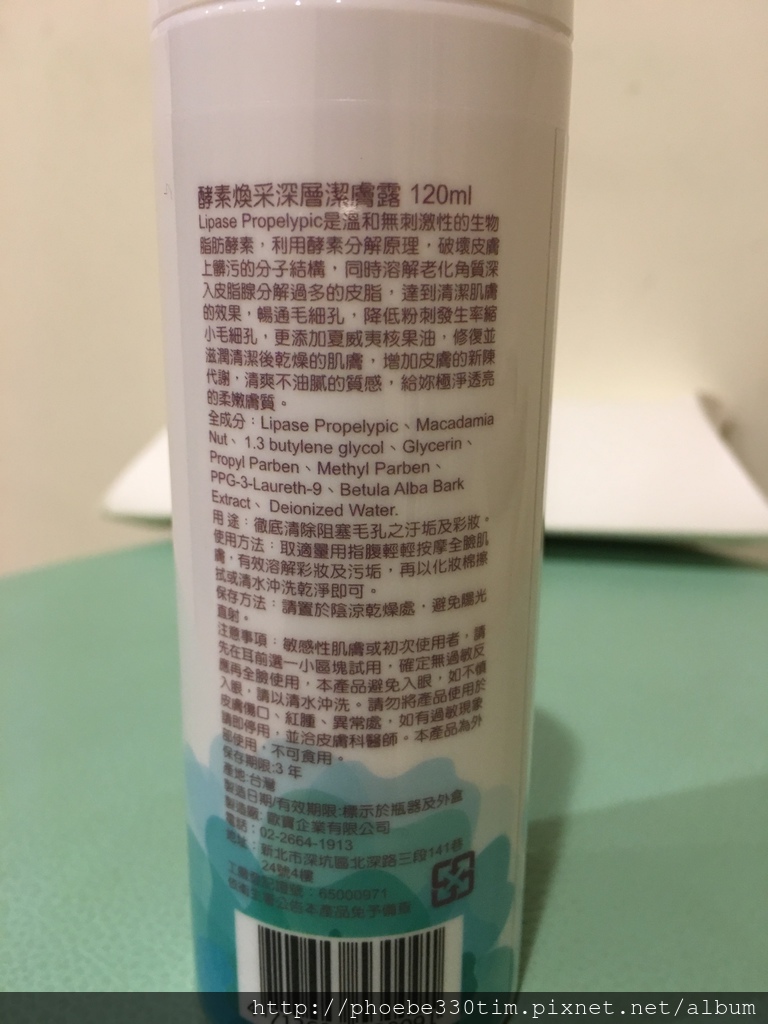 酵素煥采深層潔膚露 120ml
Lipase Propelypic是溫和無刺激性的生物
脂肪酵素，利用酵素分解原理，破壞皮膚
上髒污的分子結構，同時溶解老化角質深
入皮脂腺分解過多的皮脂，達到清潔肌膚
的效果，暢通毛細孔，降低粉刺發生率縮
小毛細孔，更添加夏威夷核果油，修復並
滋潤清潔後乾燥的肌膚，增加皮膚的新陳
代謝，清爽不油膩的質感，給妳極淨透亮
的柔嫩膚質。
全成分：Lipase Propelypic、Macadamia
Nut、1.3 butylene glycol、Glycerin、
Propyl Parben、Methyl Parben、
PPG-3-Laureth-9、Betula Alba Bark
Extract、Deionized Water.
用 途：徹底清除阻塞毛孔之汙垢及彩妝。
使用方法：取適量用指腹輕輕按摩全臉肌
膚，有效溶解彩妝及污垢，再以化妝棉擦
拭或清水沖洗乾淨即可。
保存方法：請置於陰涼乾燥處，避免陽光
直射。
注意事項：敏感性肌膚或初次使用者，請
先在耳前選一小區塊試用，確定無過敏反
應再全臉使用，本產品避免入眼，如不慎
入眼，請以清水沖洗。請勿將產品使用於
皮膚傷口、紅腫、異常處，如有過敏現象
請即停用，並洽皮膚科醫師。本產品為外
部使用，不可食用。
保存期限:3 年
產地:台灣
製造日期/有效期限:標示於瓶器及外盒
製造廠: 歐寶企業有限公司
電話：02-2664-1913
地址：新北市深坑區北深路三段141巷
24號4樓
工廠登記證號：65000971
本產品免予備查
http://phoebe330tim.pixnet.net/album